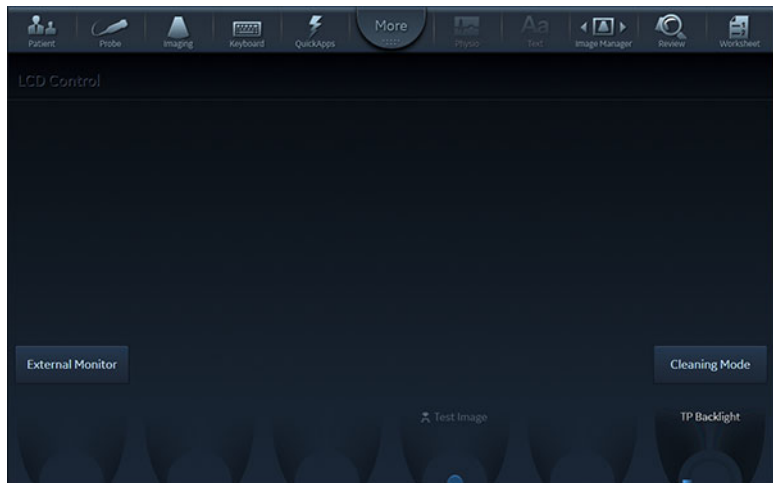 Patient Probe Imaging Keyboard QuickApps More Physio Text Image Manager Review Worksheet
Aa
LCD Control
External Monitor Cleaning Mode
Test Image TP Backlight